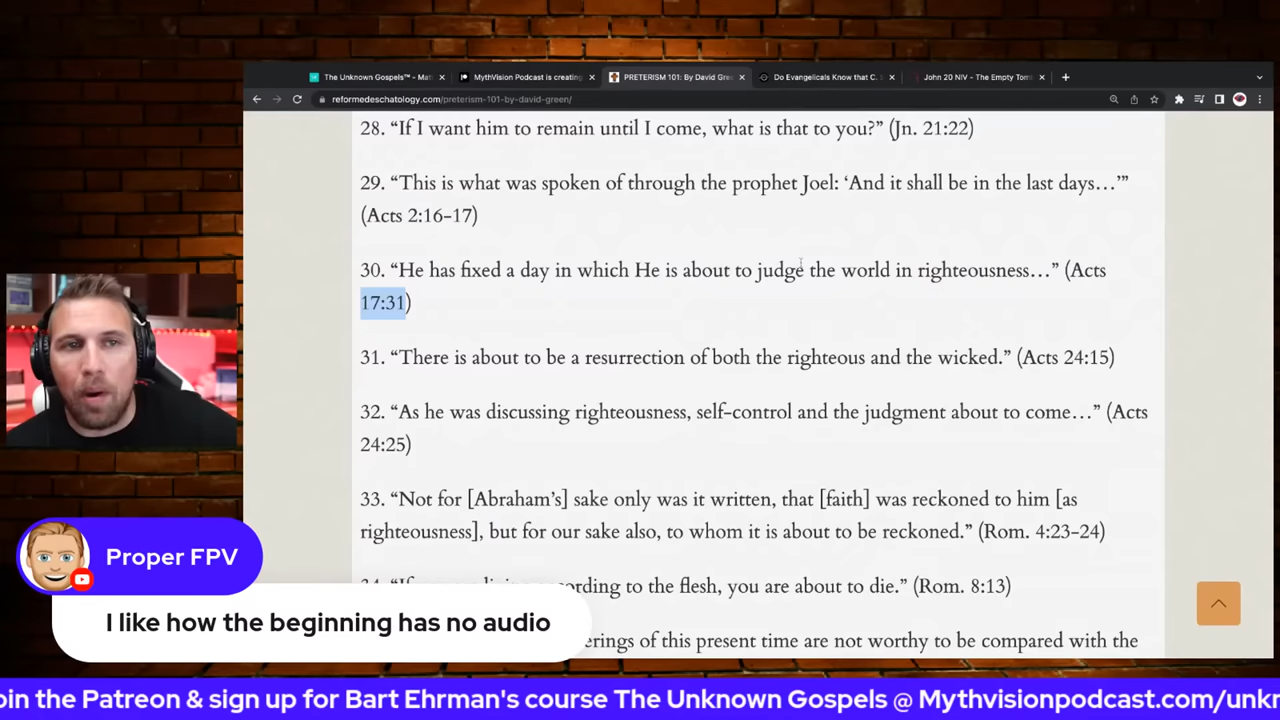 The Unknown Gospels™ - Mat
MythVision Podcast is creating
PRETERISM 101: By David Gre
Do Evangelicals Know that C. S
John 20 NIV - The Empty Tom
reformedeschatology.com/preterism-101-by-david-green/
28. “If I want him to remain until I come, what is that to you?” (Jn. 21:22)
29. “This is what was spoken of through the prophet Joel: ‘And it shall be in the last days…’”
(Acts 2:16-17)
30. “He has fixed a day in which He is about to judge the world in righteousness…” (Acts
17:31)
31. “There is about to be a resurrection of both the righteous and the wicked.” (Acts 24:15)
32. “As he was discussing righteousness, self-control and the judgment about to come…” (Acts
24:25)
33. “Not for [Abraham’s] sake only was it written, that [faith] was reckoned to him [as
righteousness], but for our sake also, to whom it is about to be reckoned.” (Rom. 4:23-24)
to the flesh, you are about to die.” (Rom. 8:13)
of this present time are not worthy to be compared with the
Proper FPV
I like how the beginning has no audio
oin the Patreon & sign up for Bart Ehrman's course The Unknown Gospels @ Mythvisionpodcast.com/unkn